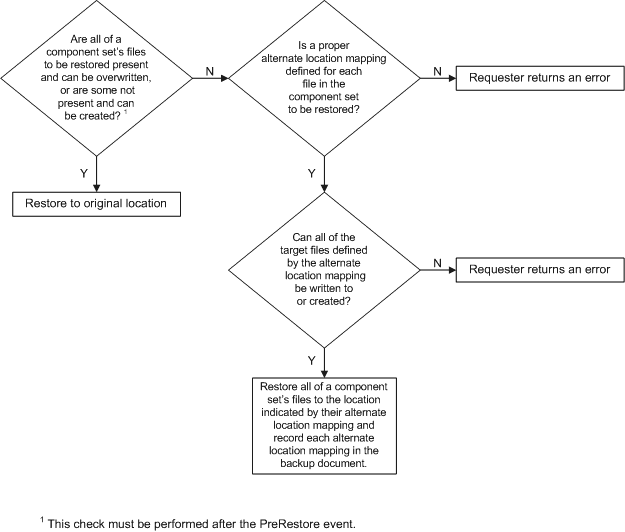 Are all of a
component set's files
to be restored present
and can be overwritten,
or are some not
present and can
be created? 1
N
Is a proper
alternate location mapping
defined for each
file in the
component set
to be restored?
N
Requester returns an error
Y
Restore to original location
Y
Can all of the
target files defined
by the alternate
location mapping
be written to
or created?
N
Requester returns an error
Y
Restore all of a component
set's files to the location
indicated by their alternate
location mapping and
record each alternate
location mapping in the
backup document.
1 This check must be performed after the PreRestore event.